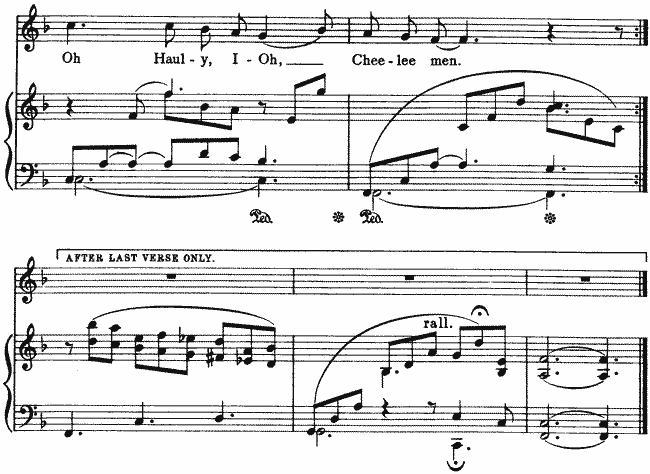 Oh Haul-y, I-Oh, Chee-lee men.
Ped. Ped.
AFTER LAST VERSE ONLY.
rall.